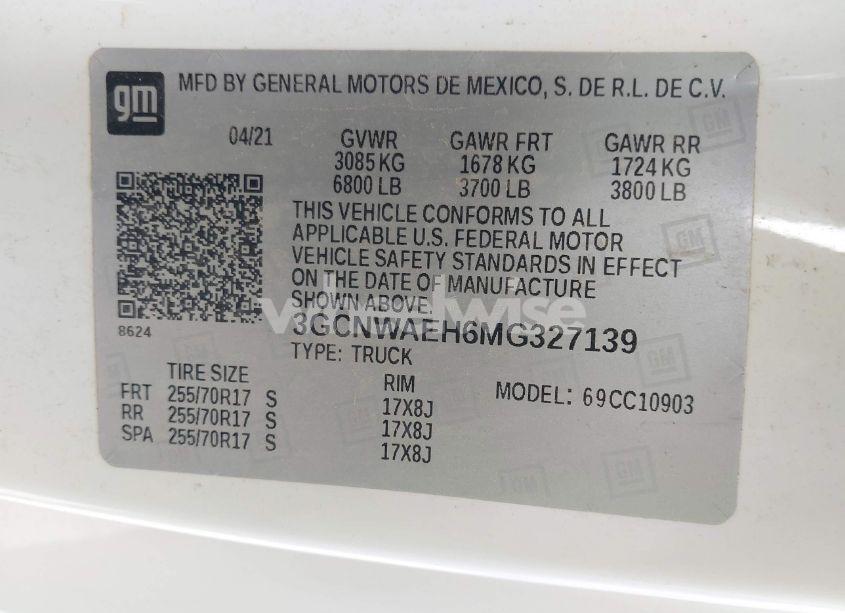 gm MFD BY GENERAL MOTORS DE MEXICO, S. DE R.L. DE C.V.
04/21 GVWR GAWR FRT GAWR RR
3085 KG 1678 KG 1724 KG
6800 LB 3700 LB 3800 LB
THIS VEHICLE CONFORMS TO ALL
APPLICABLE U.S. FEDERAL MOTOR
VEHICLE SAFETY STANDARDS IN EFFECT
ON THE DATE OF MANUFACTURE
SHOWN ABOVE.
3GCNWAEH6MG327139
8624
TYPE: TRUCK
TIRE SIZE RIM MODEL: 69CC10903
FRT 255/70R17 S 17X8J
RR 255/70R17 S 17X8J
SPA 255/70R17 S 17X8J